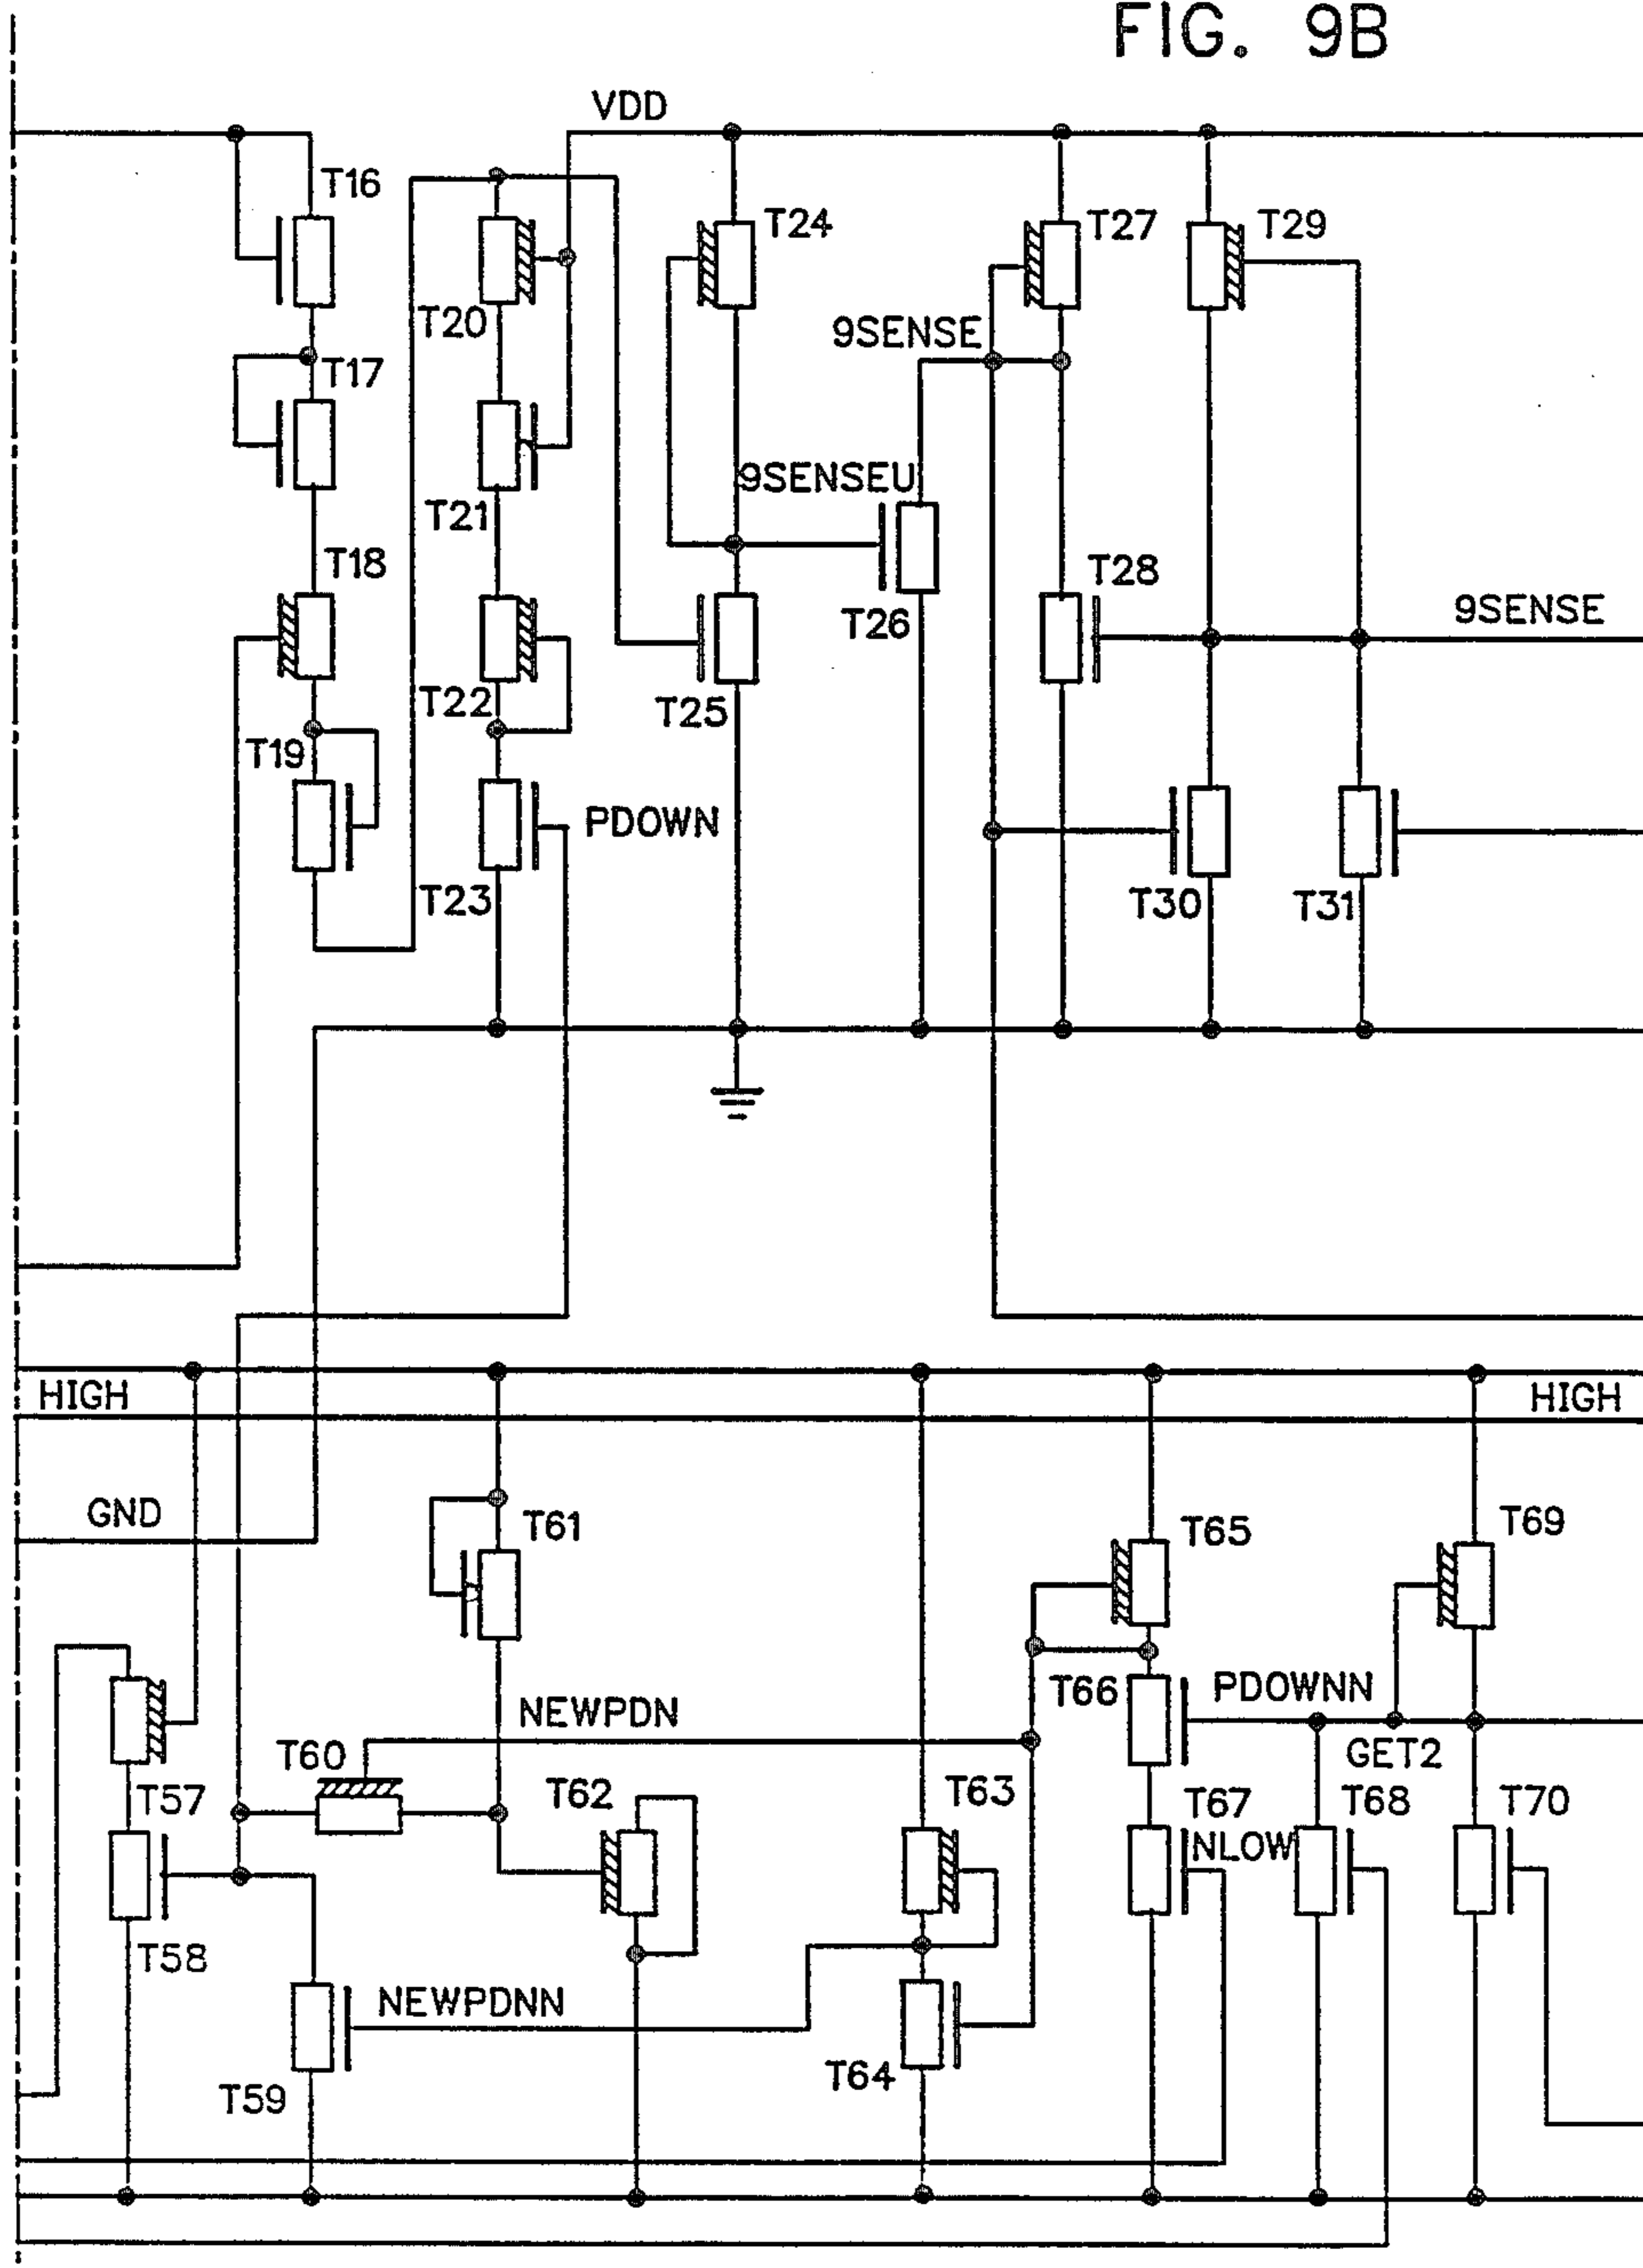 FIG. 9B
VDD
T16
T24
T27
T29
T20
9SENSE
T17
9SENSEU
T21
T18
T28
9SENSE
T26
T22
T25
T19
PDOWN
T23
T30
T31
HIGH
HIGH
GND
T61
T65
T69
T66
PDOWNN
NEWPDN
T60
GET2
T57
T62
T63
T67
T68
T70
NLOW
T58
NEWPDNN
T64
T59